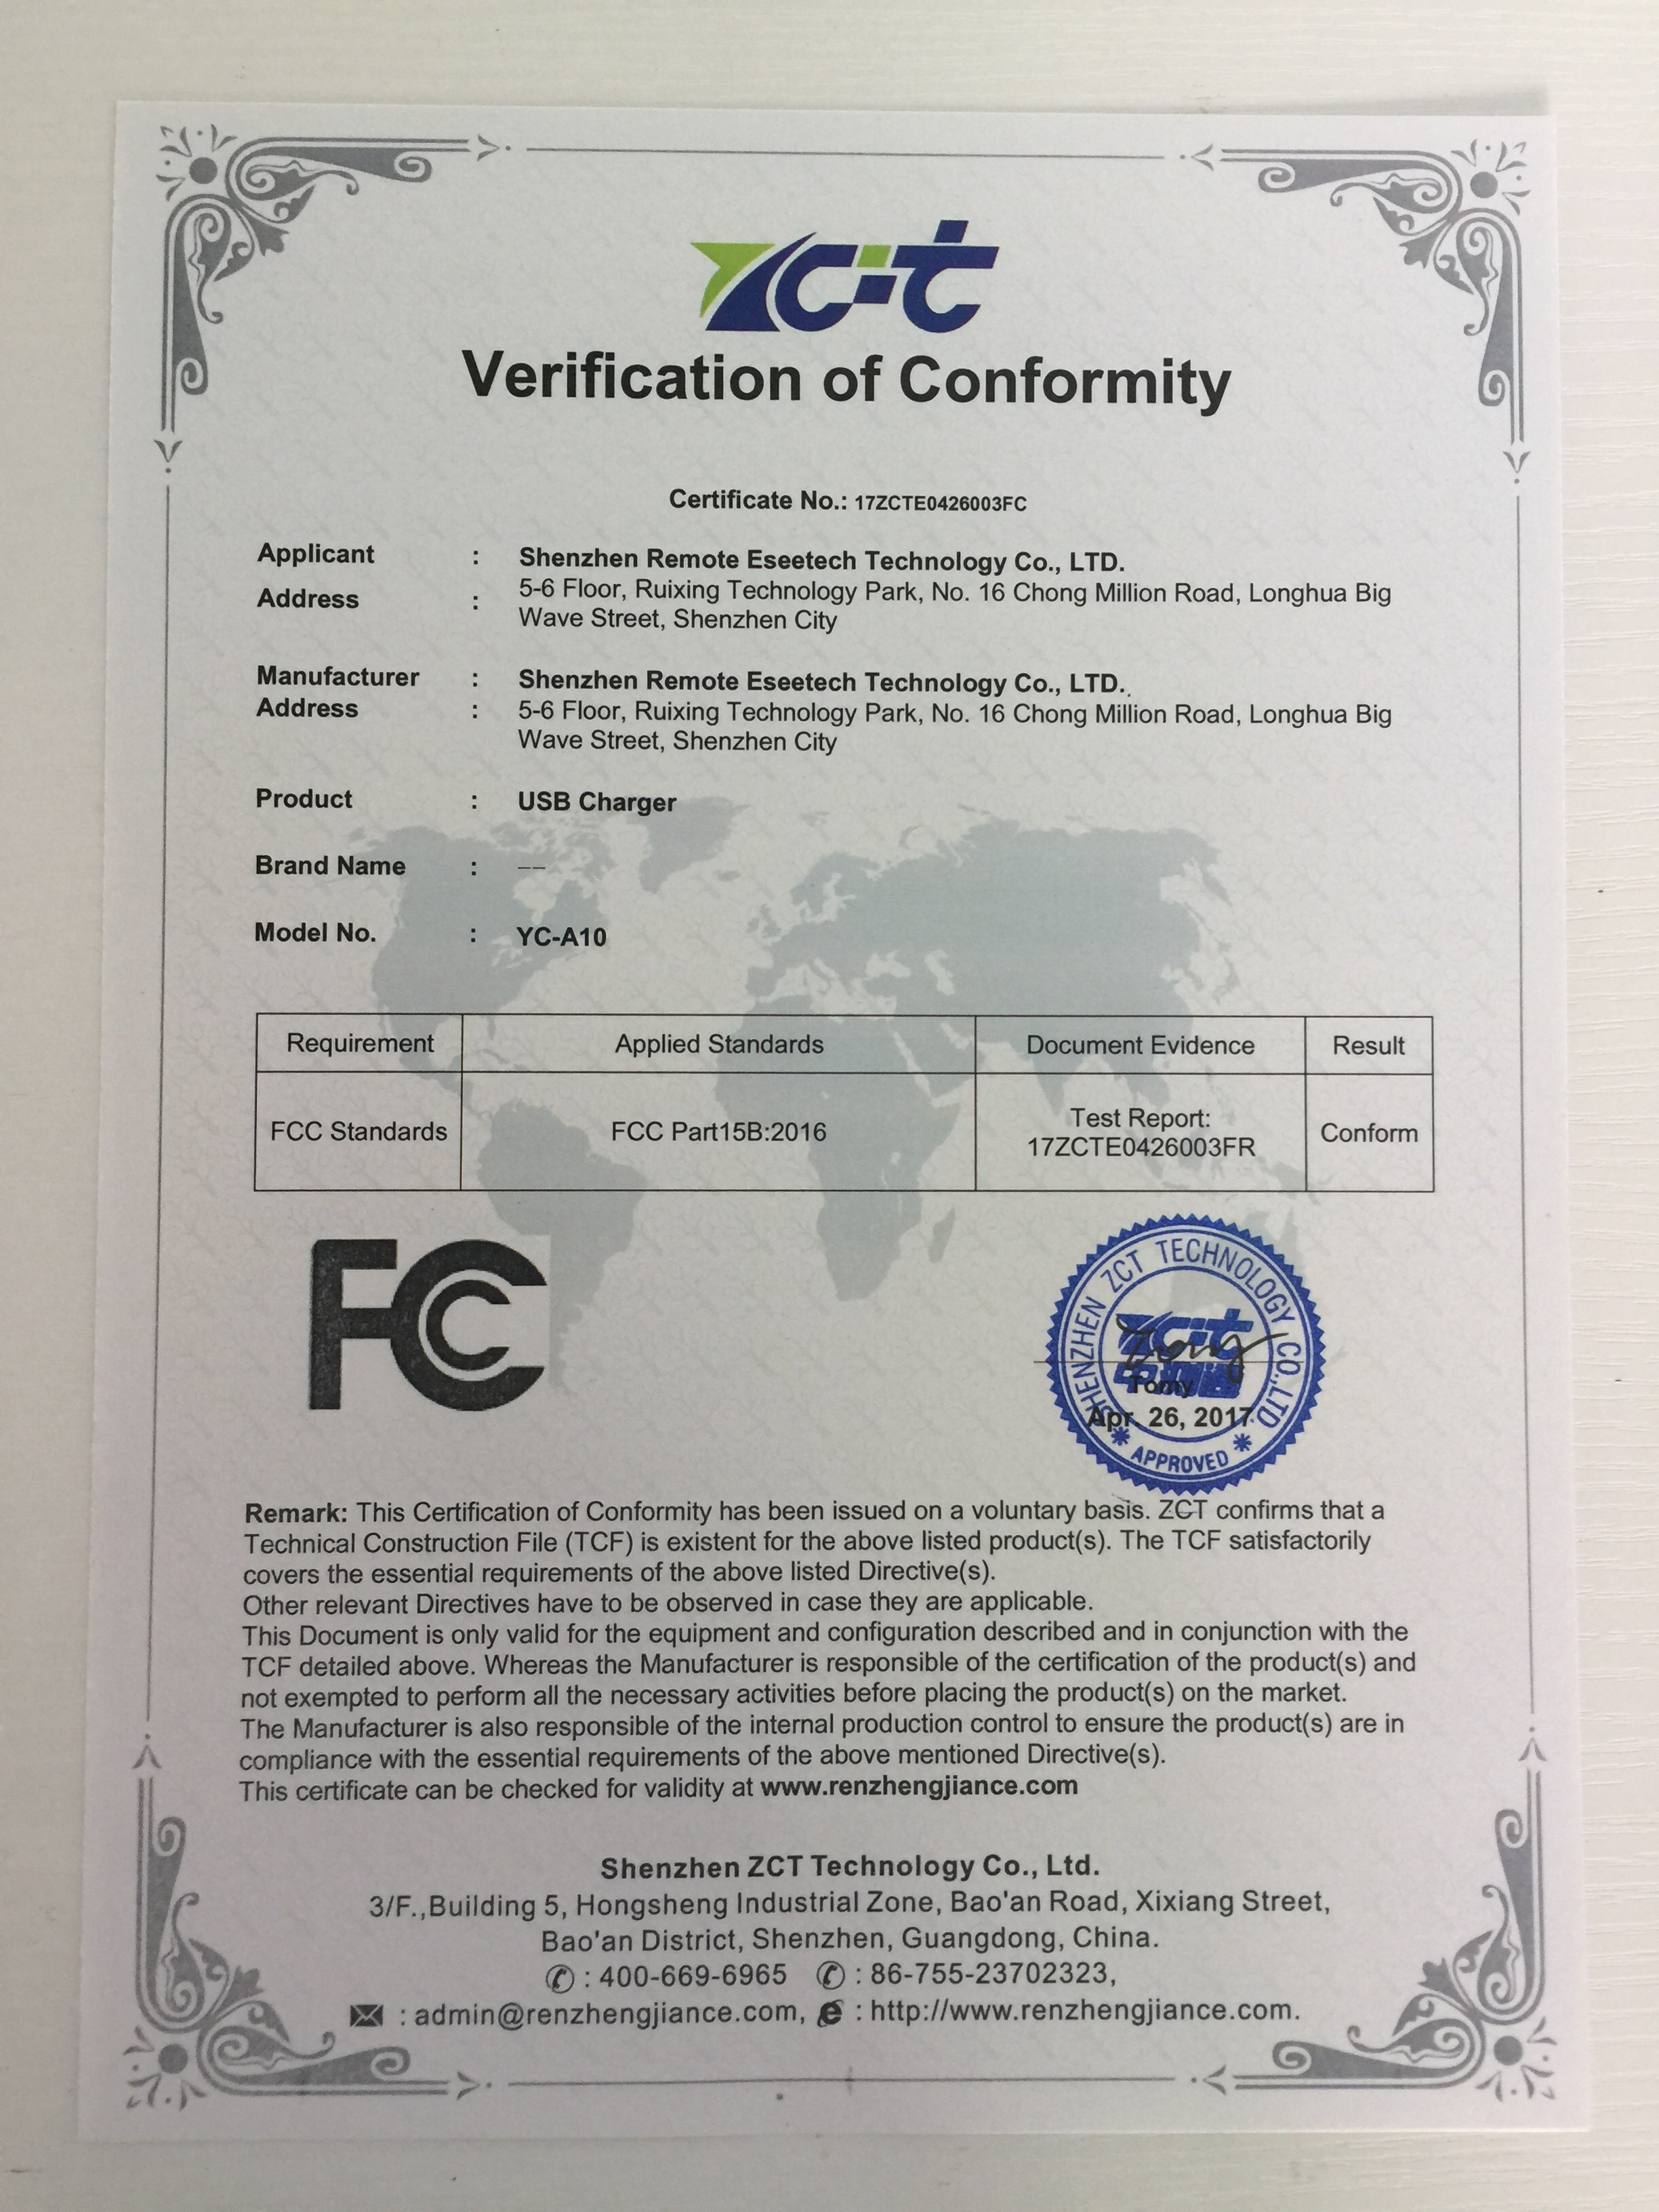 ZCT
Verification of Conformity
Certificate No.: 17ZCTE0426003FC
Applicant : Shenzhen Remote Eseetech Technology Co., LTD.
Address : 5-6 Floor, Ruixing Technology Park, No. 16 Chong Million Road, Longhua Big
Wave Street, Shenzhen City
Manufacturer : Shenzhen Remote Eseetech Technology Co., LTD.
Address : 5-6 Floor, Ruixing Technology Park, No. 16 Chong Million Road, Longhua Big
Wave Street, Shenzhen City
Product : USB Charger
Brand Name : —
Model No. : YC-A10
Requirement Applied Standards Document Evidence Result
FCC Standards FCC Part15B:2016 Test Report: Conform
17ZCTE0426003FR
FC
SHENZHEN ZCT TECHNOLOGY CO.,LTD
ZCT
Tomy
Apr. 26, 2017
* APPROVED *
Remark: This Certification of Conformity has been issued on a voluntary basis. ZCT confirms that a
Technical Construction File (TCF) is existent for the above listed product(s). The TCF satisfactorily
covers the essential requirements of the above listed Directive(s).
Other relevant Directives have to be observed in case they are applicable.
This Document is only valid for the equipment and configuration described and in conjunction with the
TCF detailed above. Whereas the Manufacturer is responsible of the certification of the product(s) and
not exempted to perform all the necessary activities before placing the product(s) on the market.
The Manufacturer is also responsible of the internal production control to ensure the product(s) are in
compliance with the essential requirements of the above mentioned Directive(s).
This certificate can be checked for validity at www.renzhengjiance.com
Shenzhen ZCT Technology Co., Ltd.
3/F.,Building 5, Hongsheng Industrial Zone, Bao'an Road, Xixiang Street,
Bao'an District, Shenzhen, Guangdong, China.
✆ : 400-669-6965 ✆ : 86-755-23702323,
✉ : admin@renzhengjiance.com, e : http://www.renzhengjiance.com.